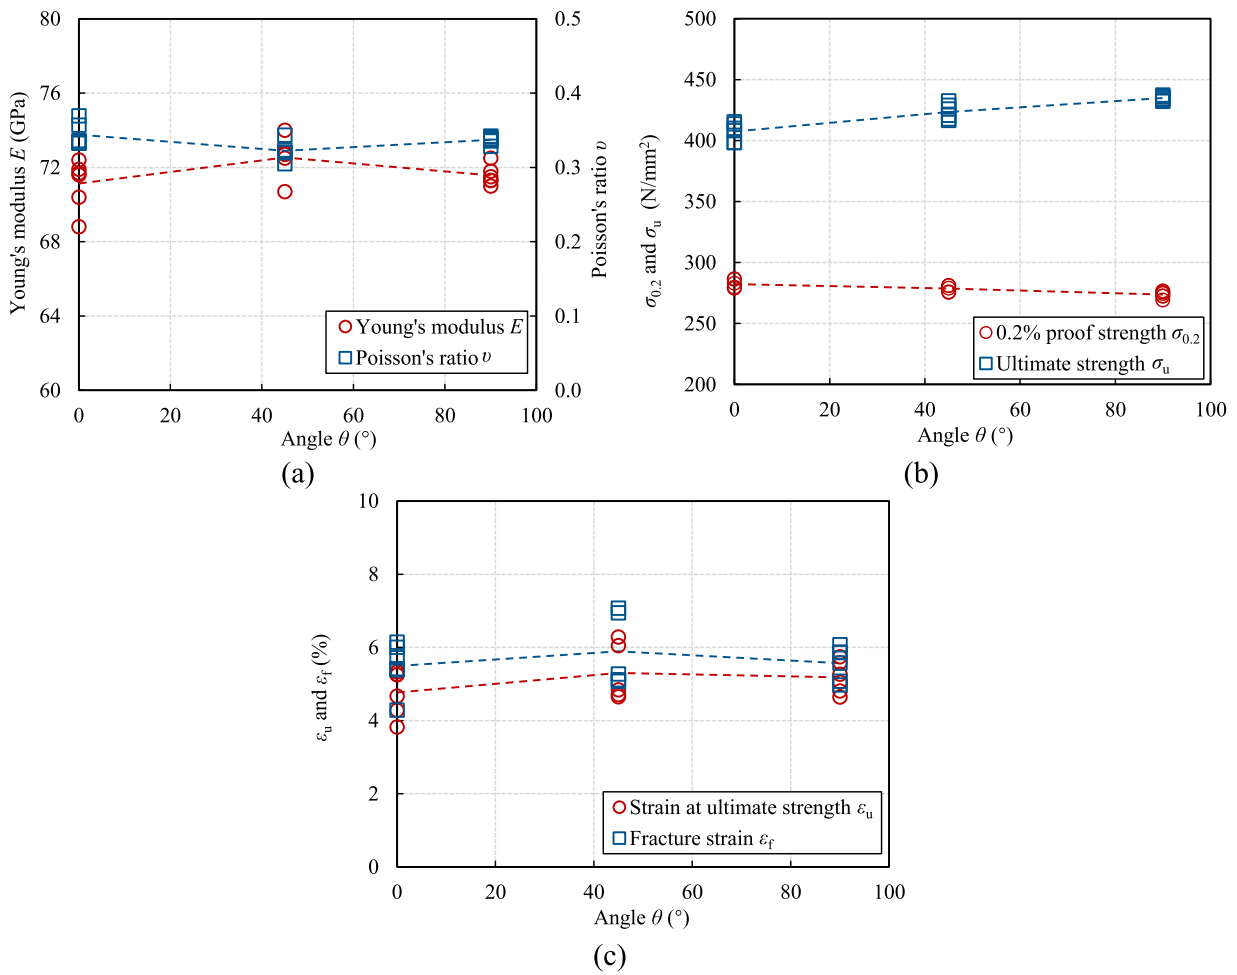 80
76
72
68
64
60
Young's modulus E (GPa)
0.5
0.4
0.3
0.2
0.1
0.0
Poisson's ratio υ
Young's modulus E
Poisson's ratio υ
0 20 40 60 80 100
Angle θ (°)
(a)
500
450
400
350
300
250
200
σ0.2 and σu (N/mm²)
0.2% proof strength σ0.2
Ultimate strength σu
0 20 40 60 80 100
Angle θ (°)
(b)
10
8
6
4
2
0
εu and εf (%)
Strain at ultimate strength εu
Fracture strain εf
0 20 40 60 80 100
Angle θ (°)
(c)